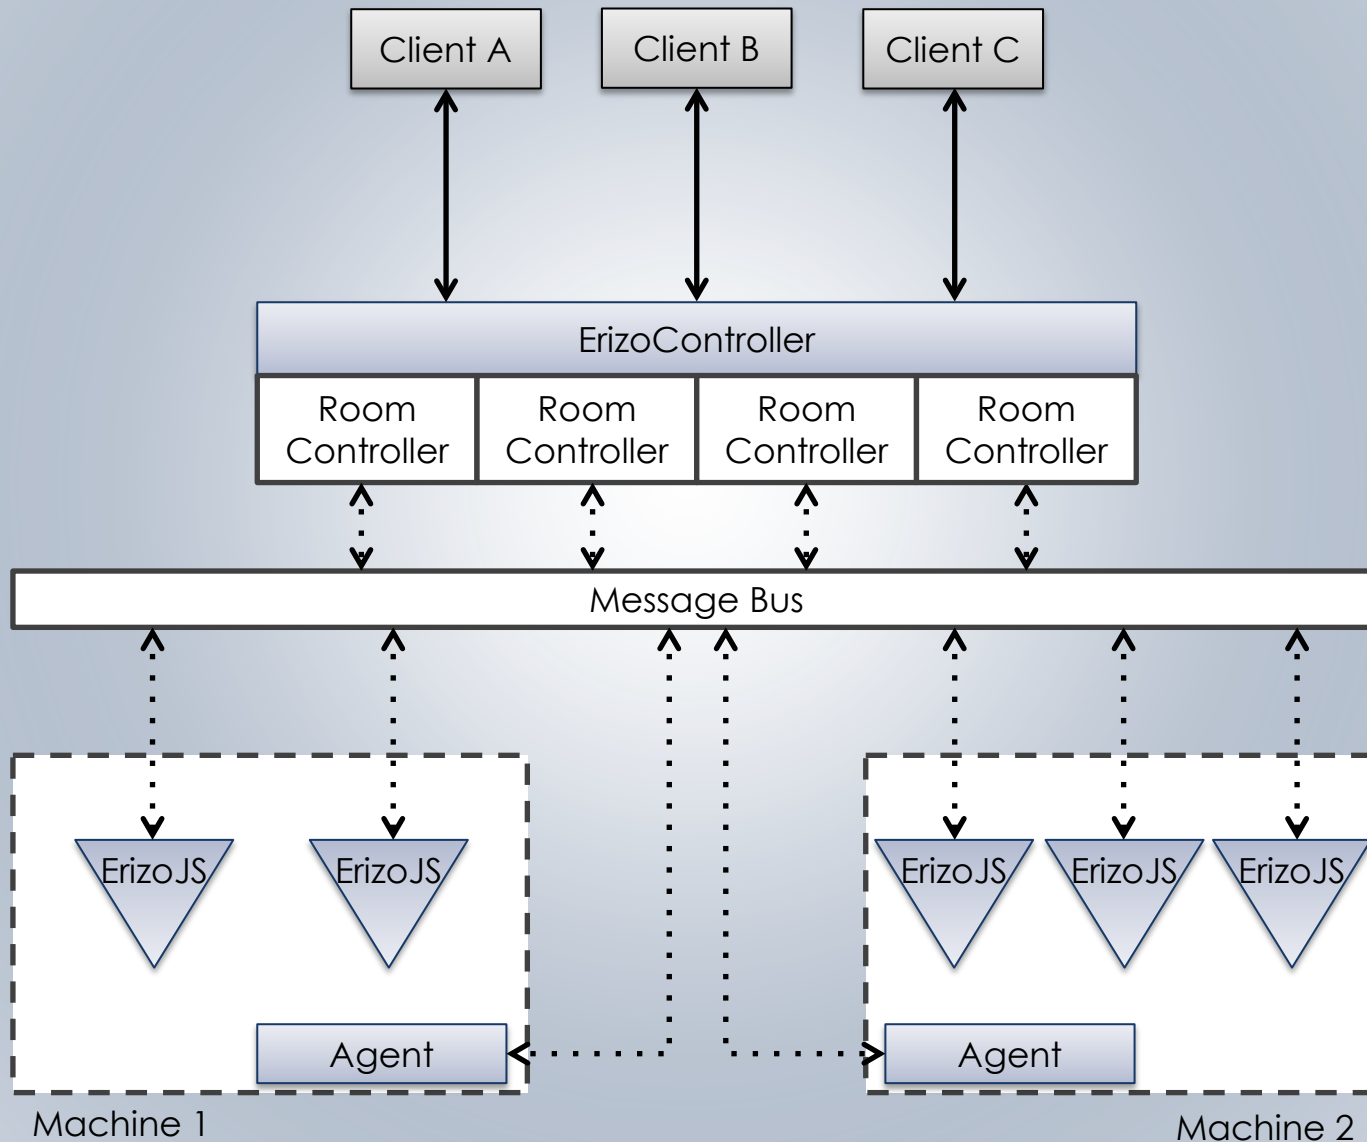 Client A
Client B
Client C
ErizoController
Room
Controller
Room
Controller
Room
Controller
Room
Controller
Message Bus
ErizoJS
ErizoJS
ErizoJS
ErizoJS
ErizoJS
Agent
Agent
Machine 1
Machine 2